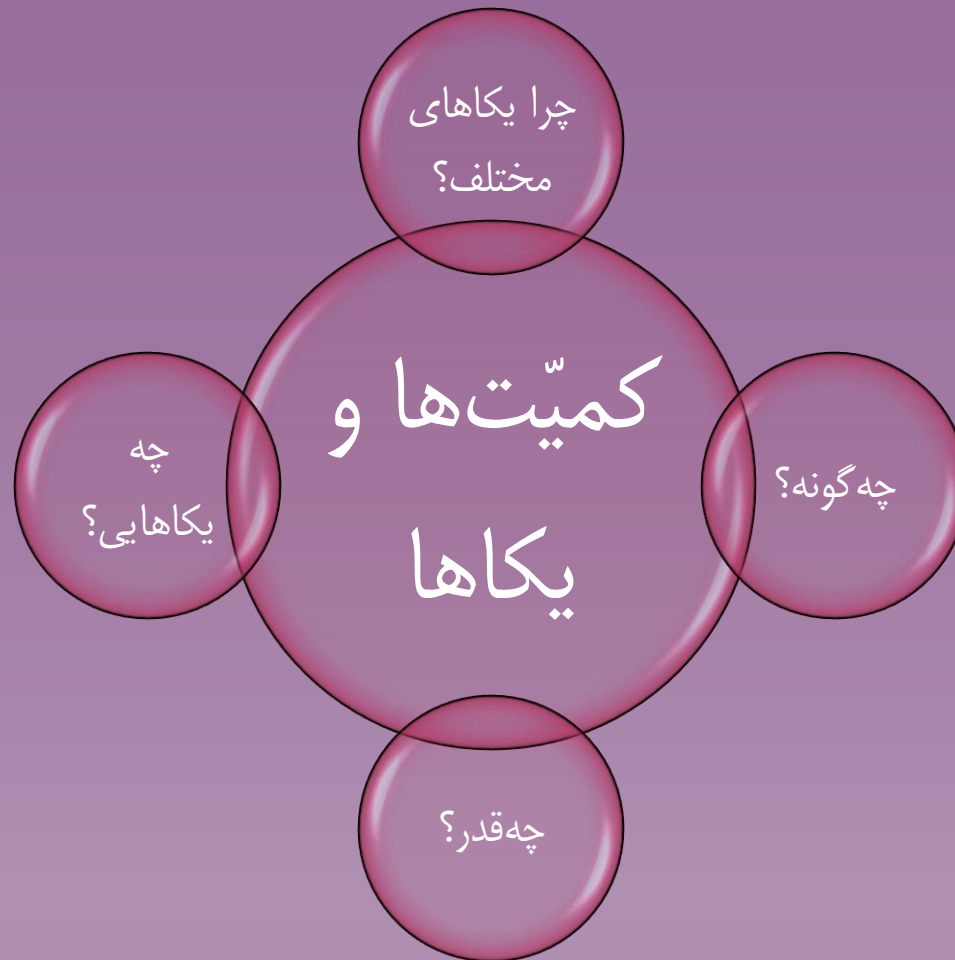 چرا یکاهای
مختلف؟
کمیّت‌ها و
یکاها
چه‌گونه؟
چه
یکاهایی؟
چه‌قدر؟